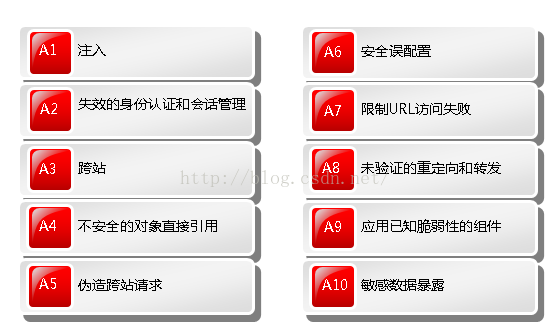 A1 注入
A2 失效的身份认证和会话管理
A3 跨站
A4 不安全的对象直接引用
A5 伪造跨站请求
A6 安全误配置
A7 限制URL访问失败
A8 未验证的重定向和转发
A9 应用已知脆弱性的组件
A10 敏感数据暴露
http://blog.csdn.net/